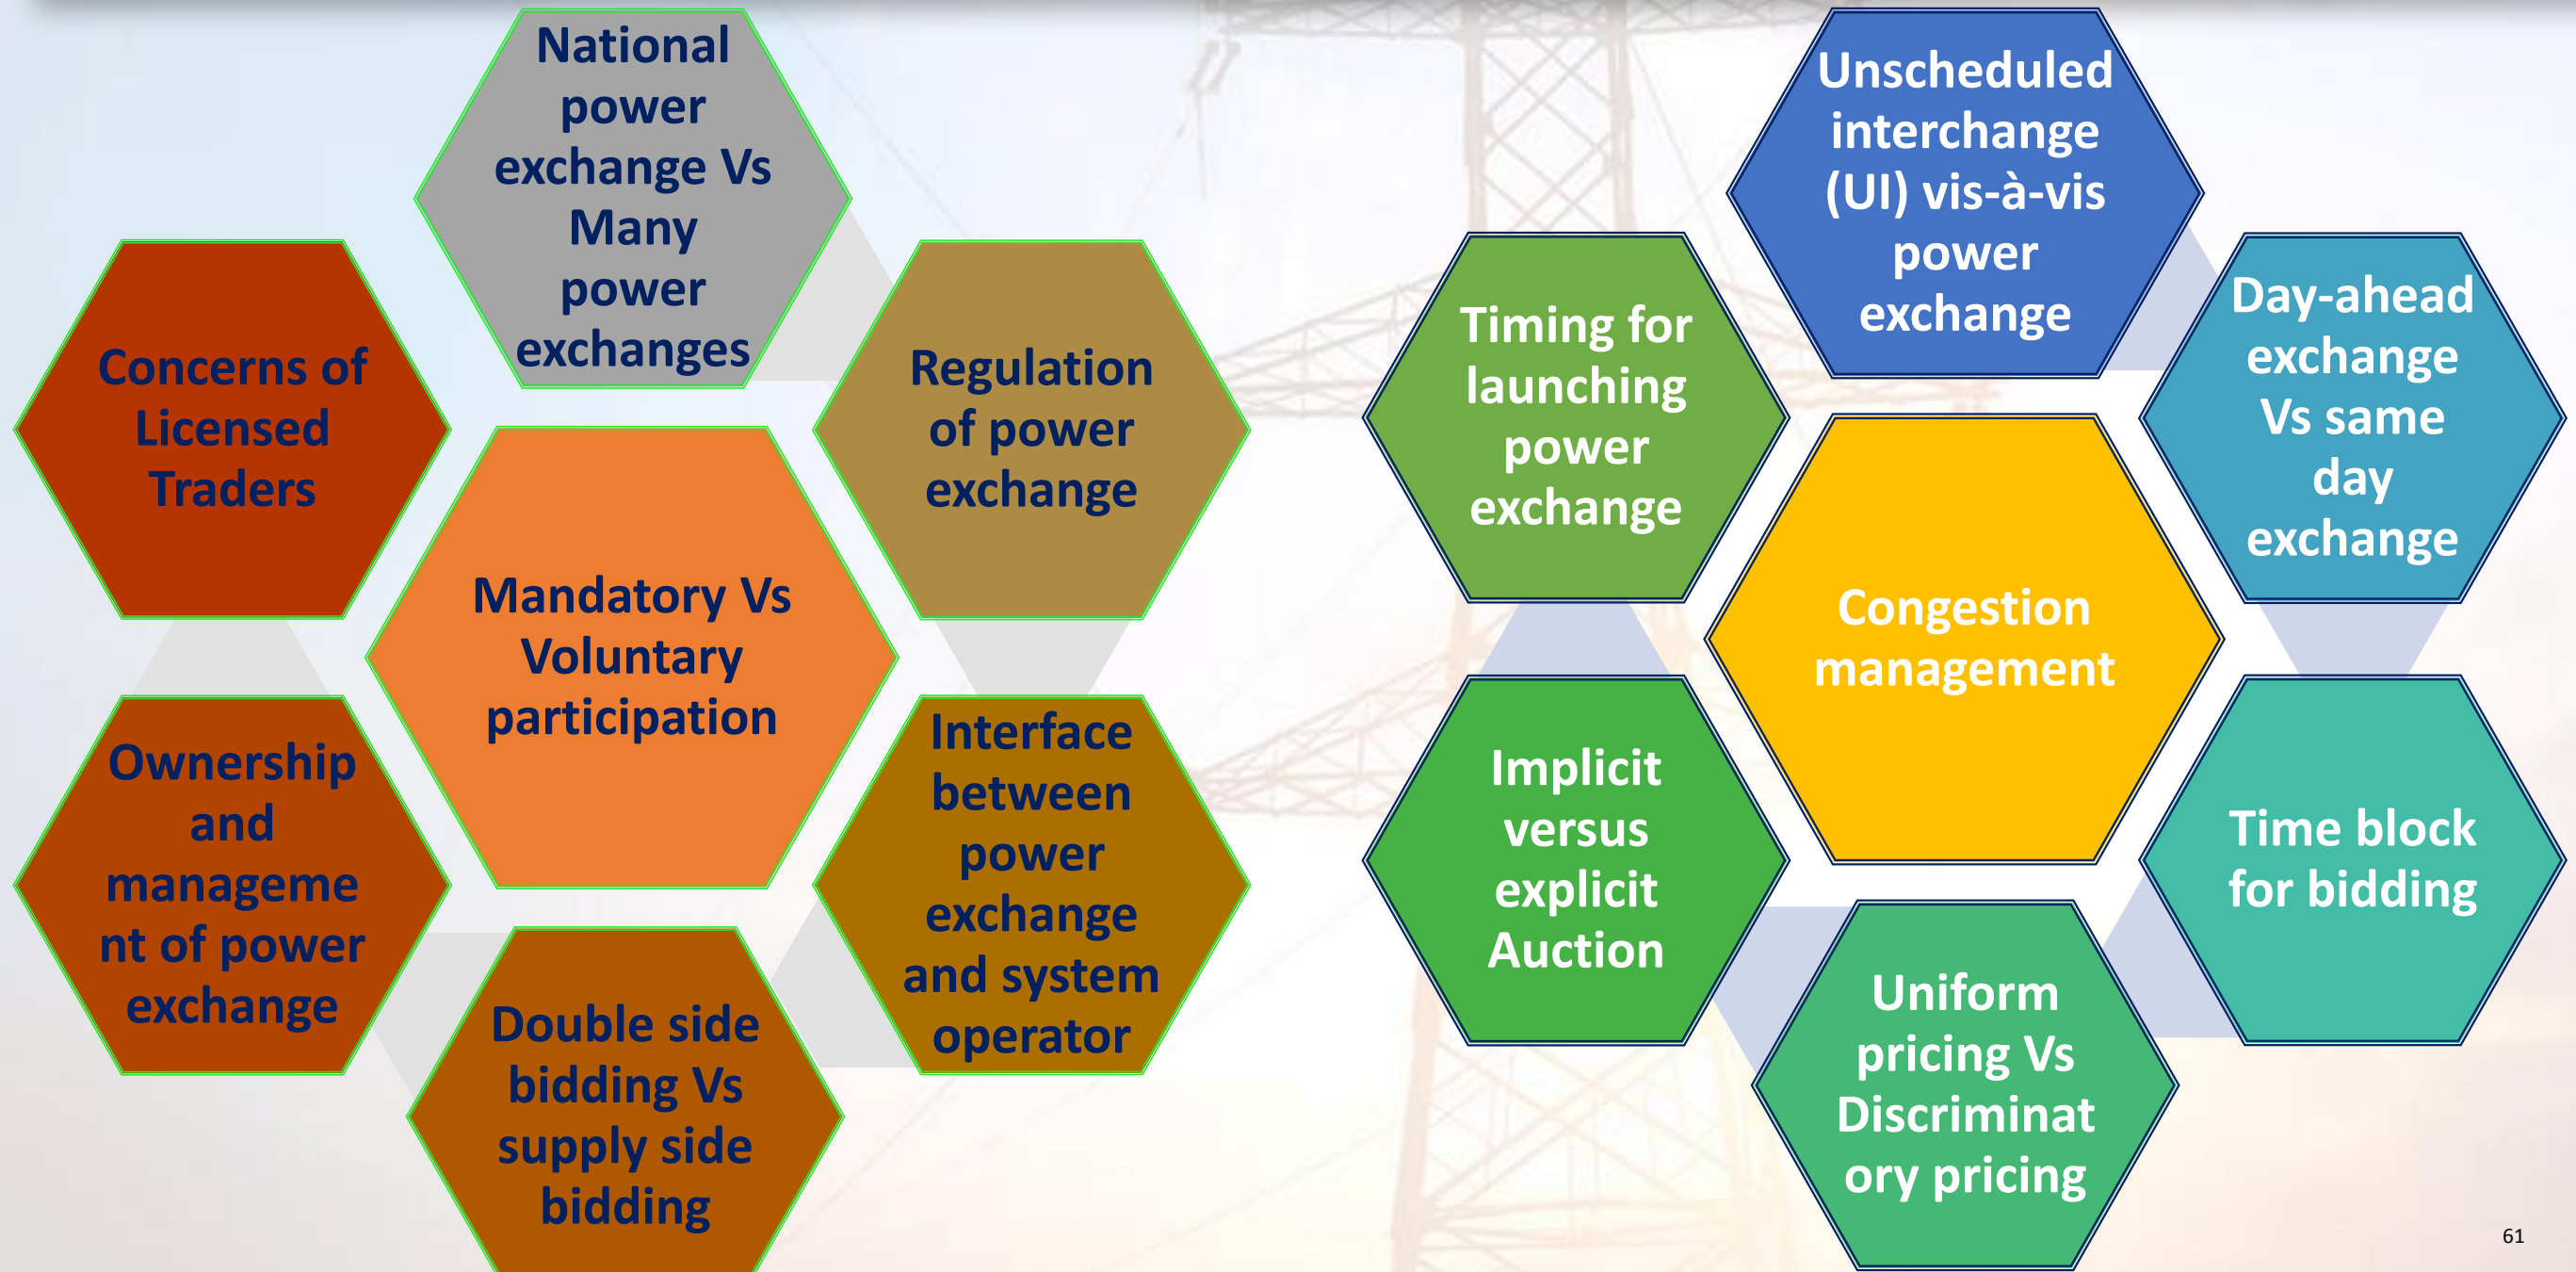 National
power
exchange Vs
Many
power
exchanges
Concerns of
Licensed
Traders
Regulation
of power
exchange
Mandatory Vs
Voluntary
participation
Ownership
and
manageme
nt of power
exchange
Interface
between
power
exchange
and system
operator
Double side
bidding Vs
supply side
bidding
Unscheduled
interchange
(UI) vis-à-vis
power
exchange
Timing for
launching
power
exchange
Day-ahead
exchange
Vs same
day
exchange
Congestion
management
Implicit
versus
explicit
Auction
Time block
for bidding
Uniform
pricing Vs
Discriminat
ory pricing
61